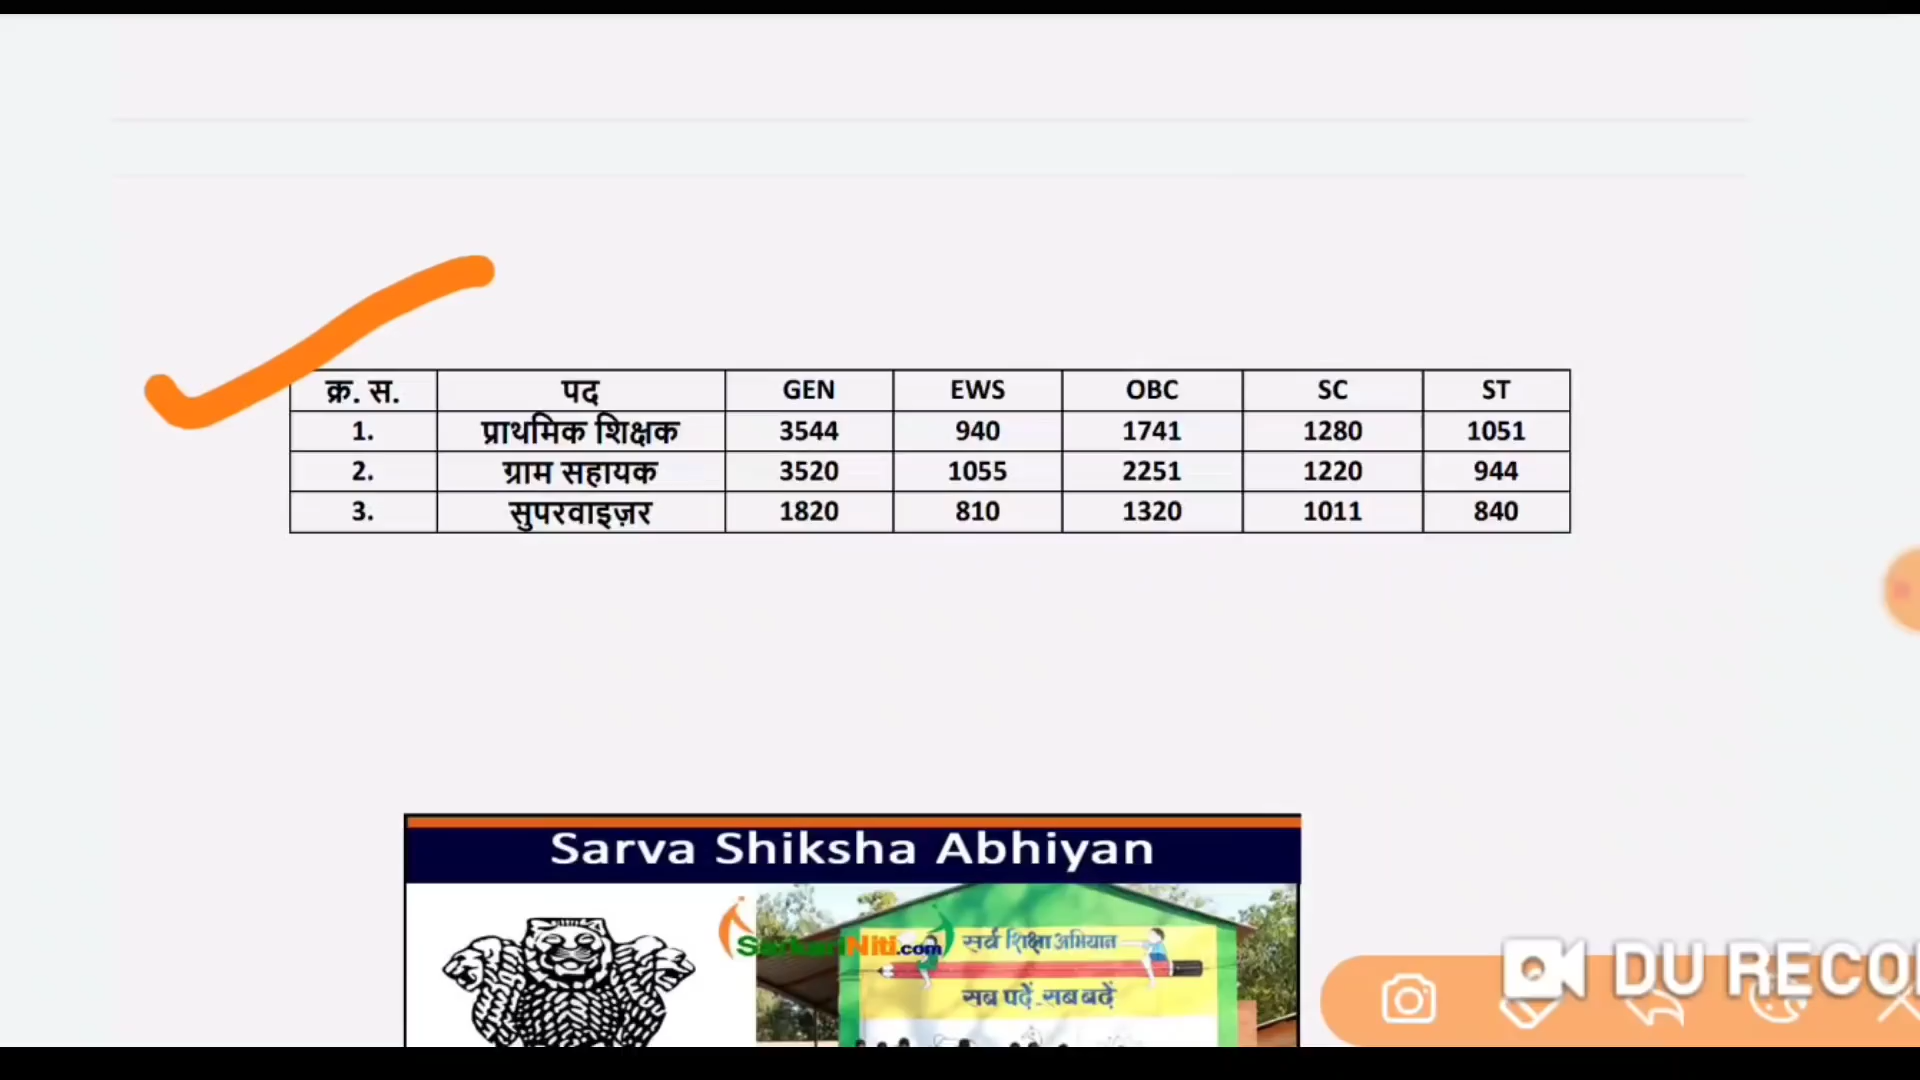 क्र. स. पद GEN EWS OBC SC ST
1. प्राथमिक शिक्षक 3544 940 1741 1280 1051
2. ग्राम सहायक 3520 1055 2251 1220 944
3. सुपरवाइज़र 1820 810 1320 1011 840
Sarva Shiksha Abhiyan
SarkariNiti.com
सर्व शिक्षा अभियान
सब पढ़ें - सब बढ़ें
DU RECO